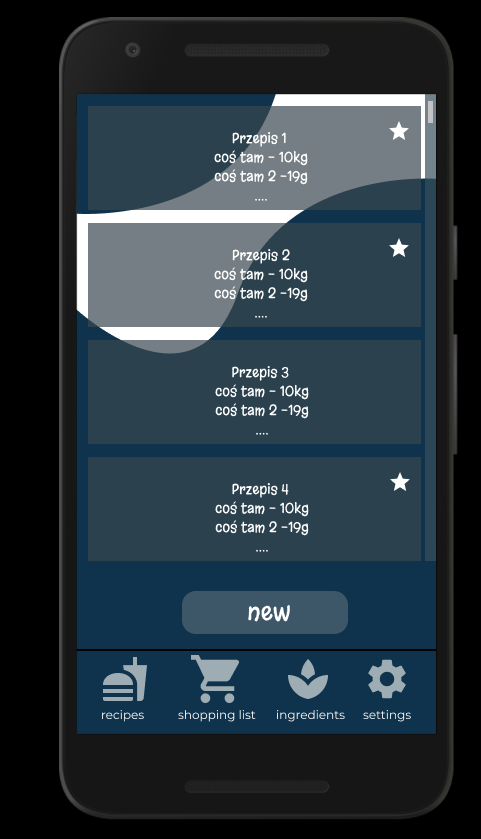 Przepis 1
coś tam - 10kg
coś tam 2 -19g
....
Przepis 2
coś tam - 10kg
coś tam 2 -19g
....
Przepis 3
coś tam - 10kg
coś tam 2 -19g
....
Przepis 4
coś tam - 10kg
coś tam 2 -19g
....
new
recipes shopping list ingredients settings